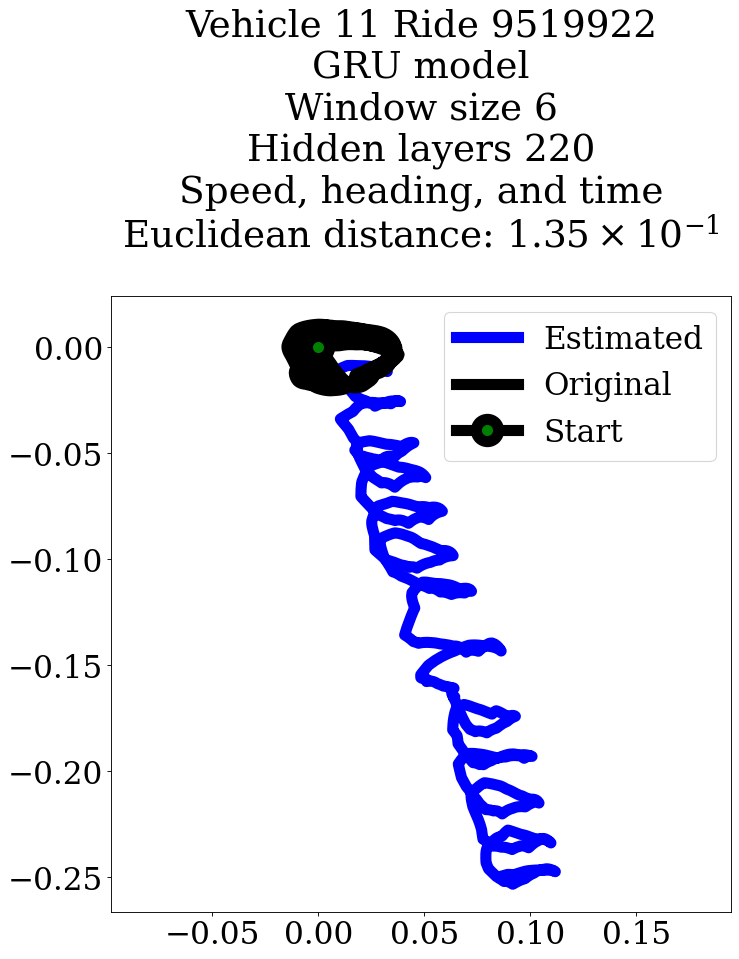 Vehicle 11 Ride 9519922
GRU model
Window size 6
Hidden layers 220
Speed, heading, and time
Euclidean distance: 1.35 × 10⁻¹
Estimated
Original
Start
0.00
−0.05
−0.10
−0.15
−0.20
−0.25
−0.05 0.00 0.05 0.10 0.15